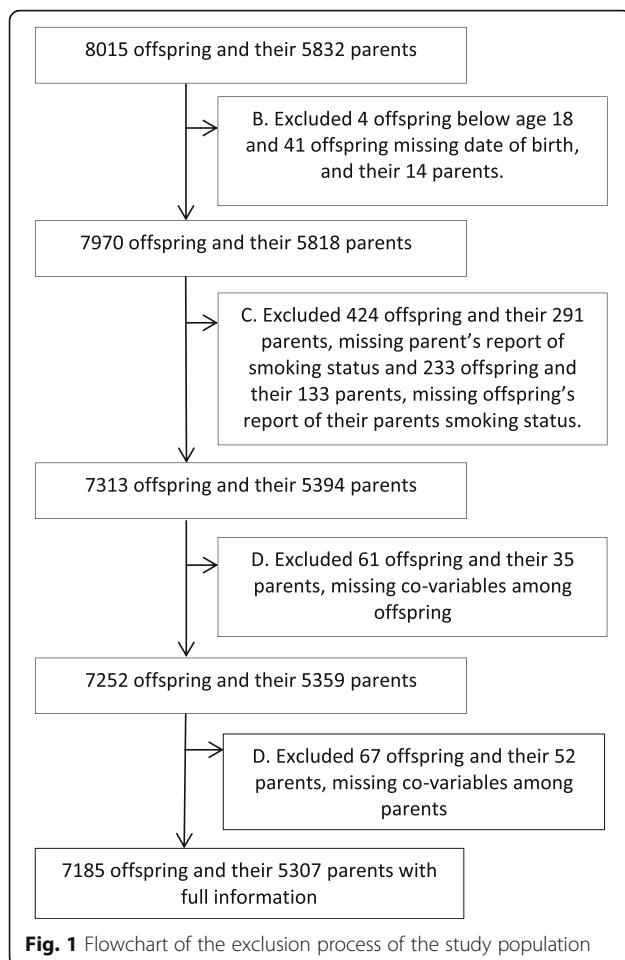 8015 offspring and their 5832 parents
B. Excluded 4 offspring below age 18
and 41 offspring missing date of birth,
and their 14 parents.
7970 offspring and their 5818 parents
C. Excluded 424 offspring and their 291
parents, missing parent's report of
smoking status and 233 offspring and
their 133 parents, missing offspring's
report of their parents smoking status.
7313 offspring and their 5394 parents
D. Excluded 61 offspring and their 35
parents, missing co-variables among
offspring
7252 offspring and their 5359 parents
D. Excluded 67 offspring and their 52
parents, missing co-variables among
parents
7185 offspring and their 5307 parents with
full information
Fig. 1 Flowchart of the exclusion process of the study population